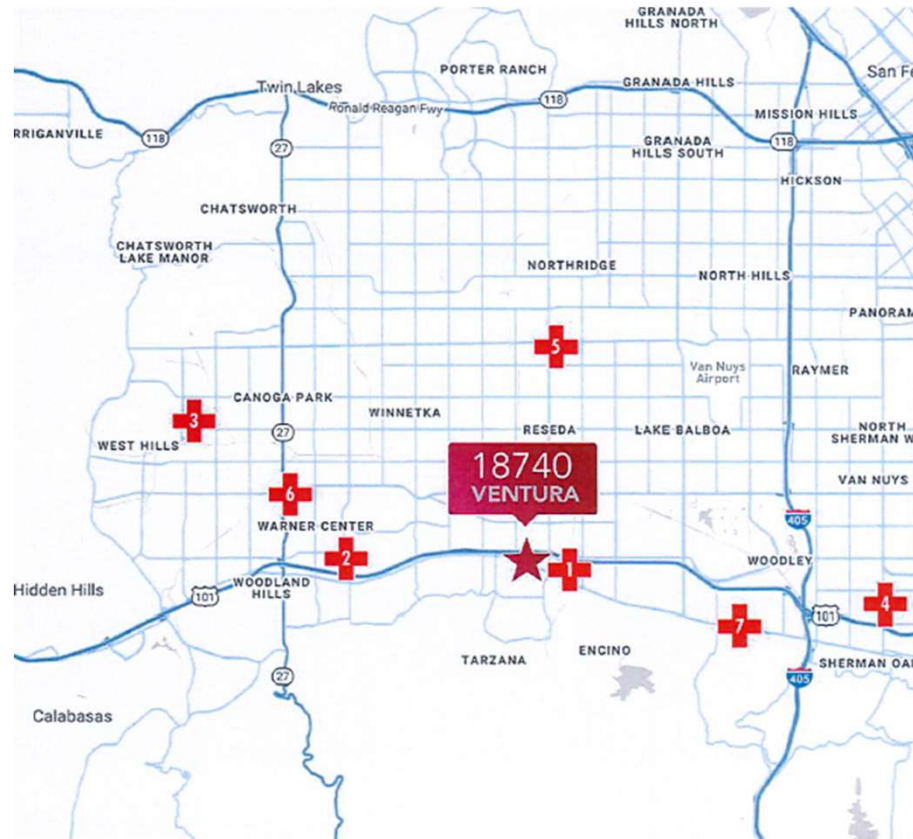 GRANADA
HILLS NORTH
San Fe
PORTER RANCH
GRANADA HILLS
Twin Lakes
118
Ronald Reagan Fwy
MISSION HILLS
RRIGANVILLE
118
27
GRANADA
HILLS SOUTH
118
HICKSON
CHATSWORTH
CHATSWORTH
LAKE MANOR
NORTHRIDGE
NORTH HILLS
PANORAM
5
Van Nuys
Airport
RAYMER
CANOGA PARK
WINNETKA
3
27
RESEDA
LAKE BALBOA
NORTH
SHERMAN W
WEST HILLS
18740
VENTURA
VAN NUYS
6
WARNER CENTER
405
2
1
WOODLEY
Hidden Hills
WOODLAND
HILLS
101
4
101
7
ENCINO
TARZANA
SHERMAN OA
27
405
Calabasas